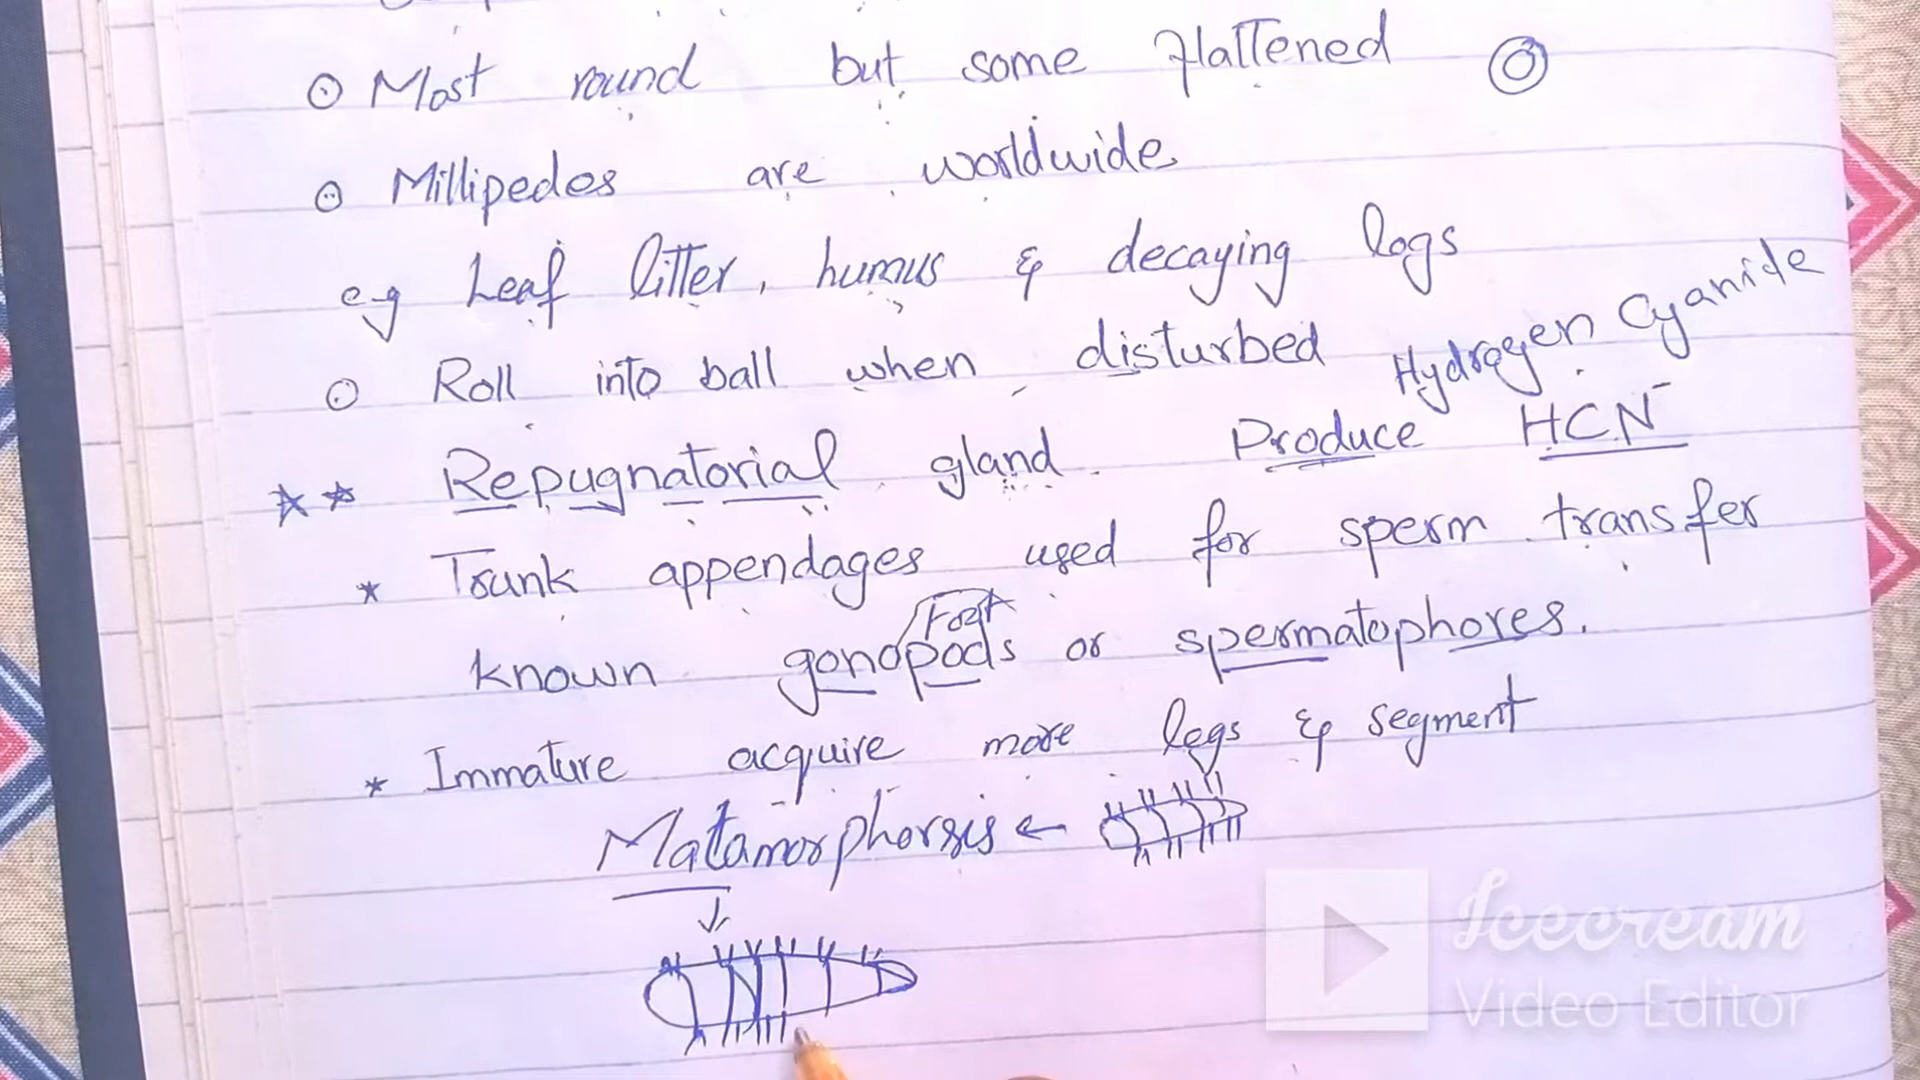 Most round but some flattened
Millipedes are worldwide
eg Leaf litter, humus & decaying logs
Roll into ball when disturbed
Hydrogen Cyanide
** Repugnatorial gland. Produce HCN⁻
* Trunk appendages used for sperm transfer
Foot
known gonopods or spermatophores.
* Immature acquire more legs & segment
Matamorphorsis ←
Icecream
Video Editor